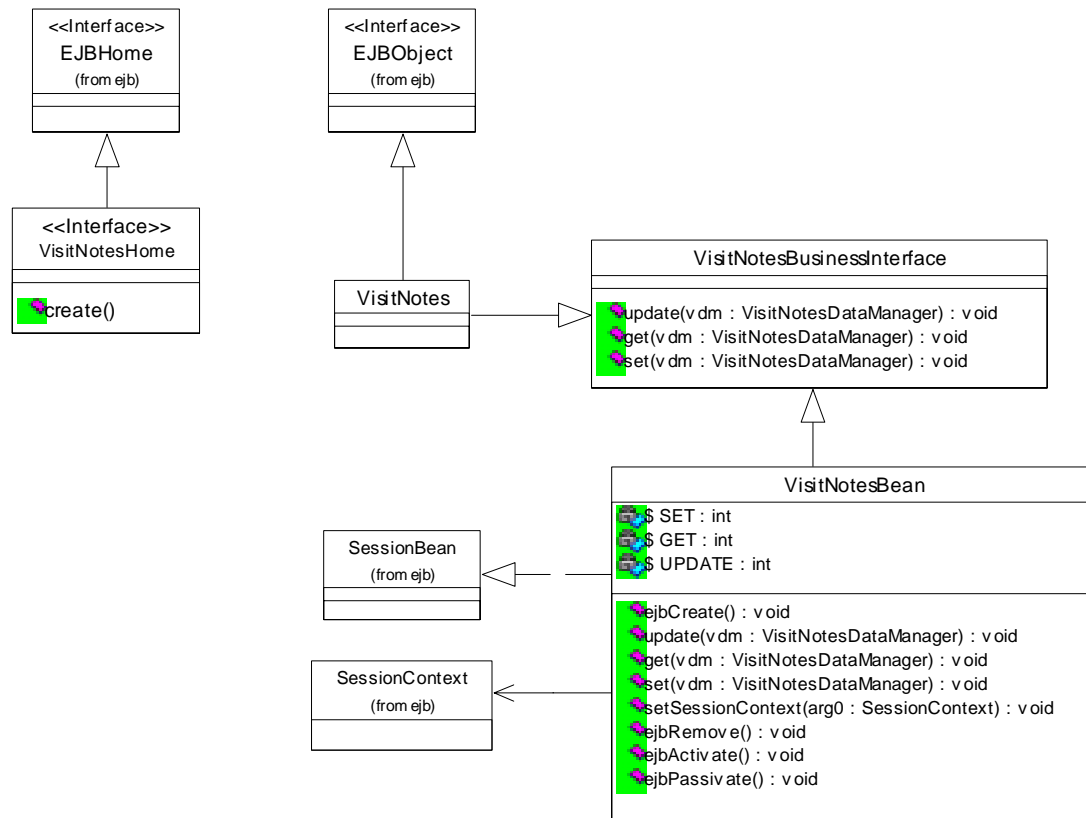 <<Interface>>
EJBHome
(from ejb)
<<Interface>>
EJBObject
(from ejb)
<<Interface>>
VisitNotesHome
create()
VisitNotes
VisitNotesBusinessInterface
update(vdm : VisitNotesDataManager) : void
get(vdm : VisitNotesDataManager) : void
set(vdm : VisitNotesDataManager) : void
VisitNotesBean
$ SET : int
$ GET : int
$ UPDATE : int
ejbCreate() : void
update(vdm : VisitNotesDataManager) : void
get(vdm : VisitNotesDataManager) : void
set(vdm : VisitNotesDataManager) : void
setSessionContext(arg0 : SessionContext) : void
ejbRemove() : void
ejbActivate() : void
ejbPassivate() : void
SessionBean
(from ejb)
SessionContext
(from ejb)